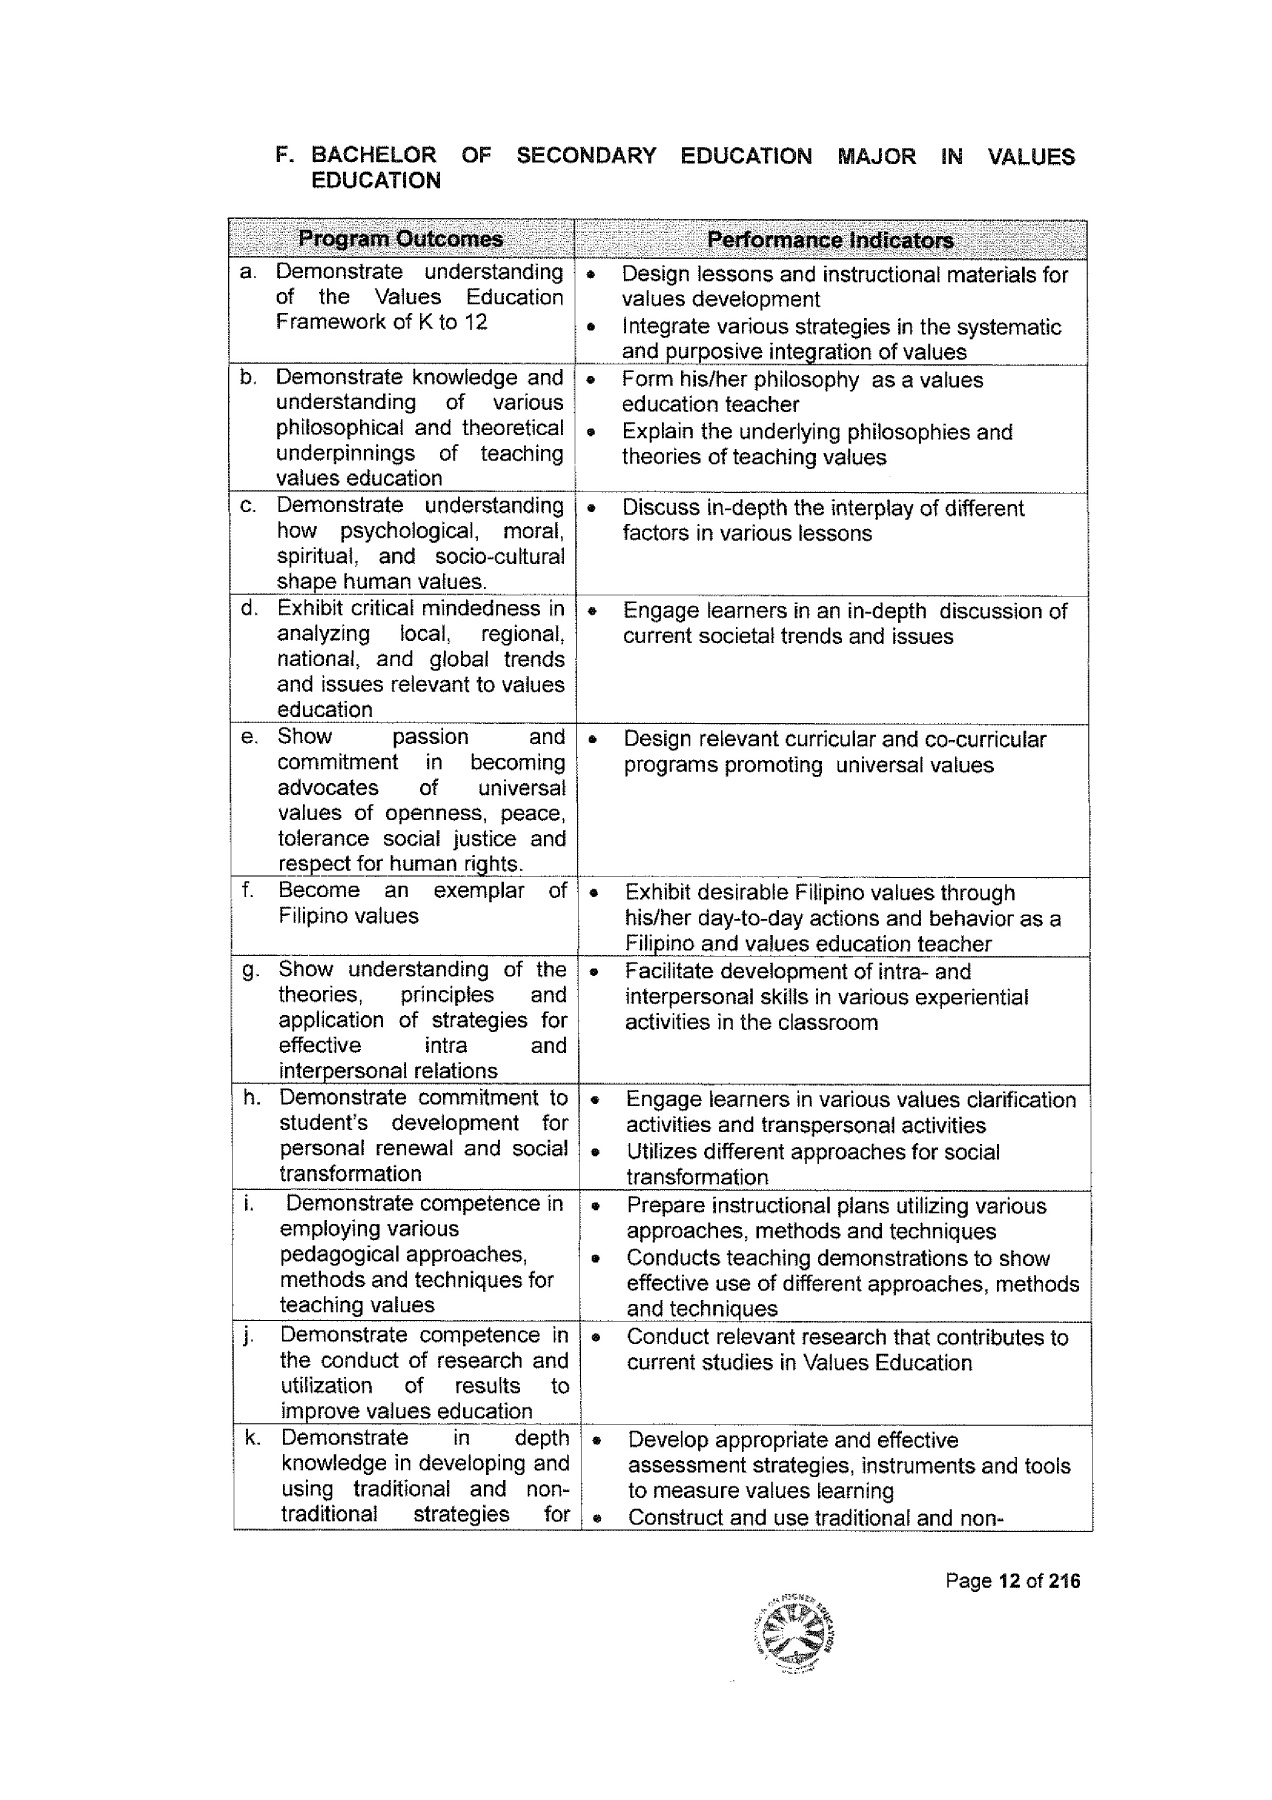 F. BACHELOR OF SECONDARY EDUCATION MAJOR IN VALUES
EDUCATION
Program Outcomes
Performance Indicators
a. Demonstrate understanding
of the Values Education
Framework of K to 12
• Design lessons and instructional materials for
values development
• Integrate various strategies in the systematic
and purposive integration of values
b. Demonstrate knowledge and
understanding of various
philosophical and theoretical
underpinnings of teaching
values education
• Form his/her philosophy as a values
education teacher
• Explain the underlying philosophies and
theories of teaching values
c. Demonstrate understanding
how psychological, moral,
spiritual, and socio-cultural
shape human values.
• Discuss in-depth the interplay of different
factors in various lessons
d. Exhibit critical mindedness in
analyzing local, regional,
national, and global trends
and issues relevant to values
education
• Engage learners in an in-depth discussion of
current societal trends and issues
e. Show passion and
commitment in becoming
advocates of universal
values of openness, peace,
tolerance social justice and
respect for human rights.
• Design relevant curricular and co-curricular
programs promoting universal values
f. Become an exemplar of
Filipino values
• Exhibit desirable Filipino values through
his/her day-to-day actions and behavior as a
Filipino and values education teacher
g. Show understanding of the
theories, principles and
application of strategies for
effective intra and
interpersonal relations
• Facilitate development of intra- and
interpersonal skills in various experiential
activities in the classroom
h. Demonstrate commitment to
student's development for
personal renewal and social
transformation
• Engage learners in various values clarification
activities and transpersonal activities
• Utilizes different approaches for social
transformation
i. Demonstrate competence in
employing various
pedagogical approaches,
methods and techniques for
teaching values
• Prepare instructional plans utilizing various
approaches, methods and techniques
• Conducts teaching demonstrations to show
effective use of different approaches, methods
and techniques
j. Demonstrate competence in
the conduct of research and
utilization of results to
improve values education
• Conduct relevant research that contributes to
current studies in Values Education
k. Demonstrate in depth
knowledge in developing and
using traditional and non-
traditional strategies for
• Develop appropriate and effective
assessment strategies, instruments and tools
to measure values learning
• Construct and use traditional and non-
Page 12 of 216
ON HIGHER EDUCATION